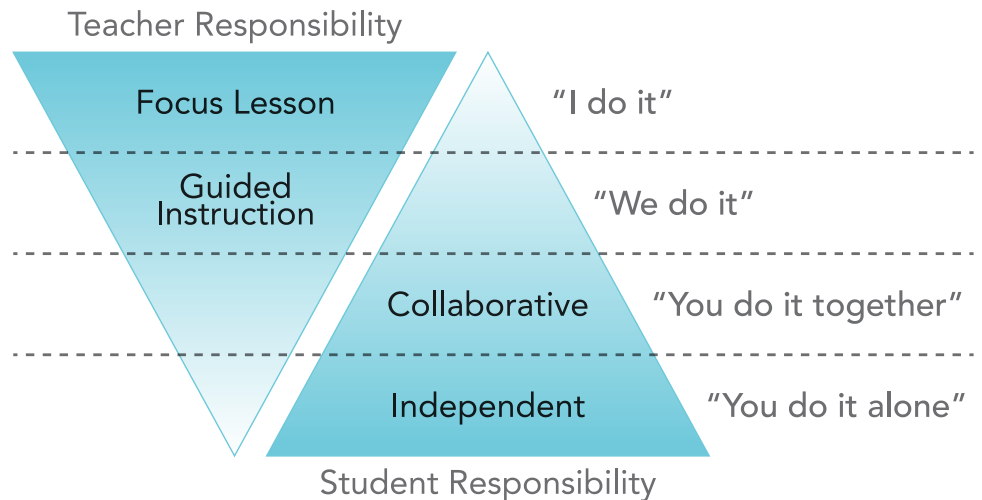 Teacher Responsibility
Focus Lesson
“I do it”
Guided
Instruction
“We do it”
Collaborative
“You do it together”
Independent
“You do it alone”
Student Responsibility